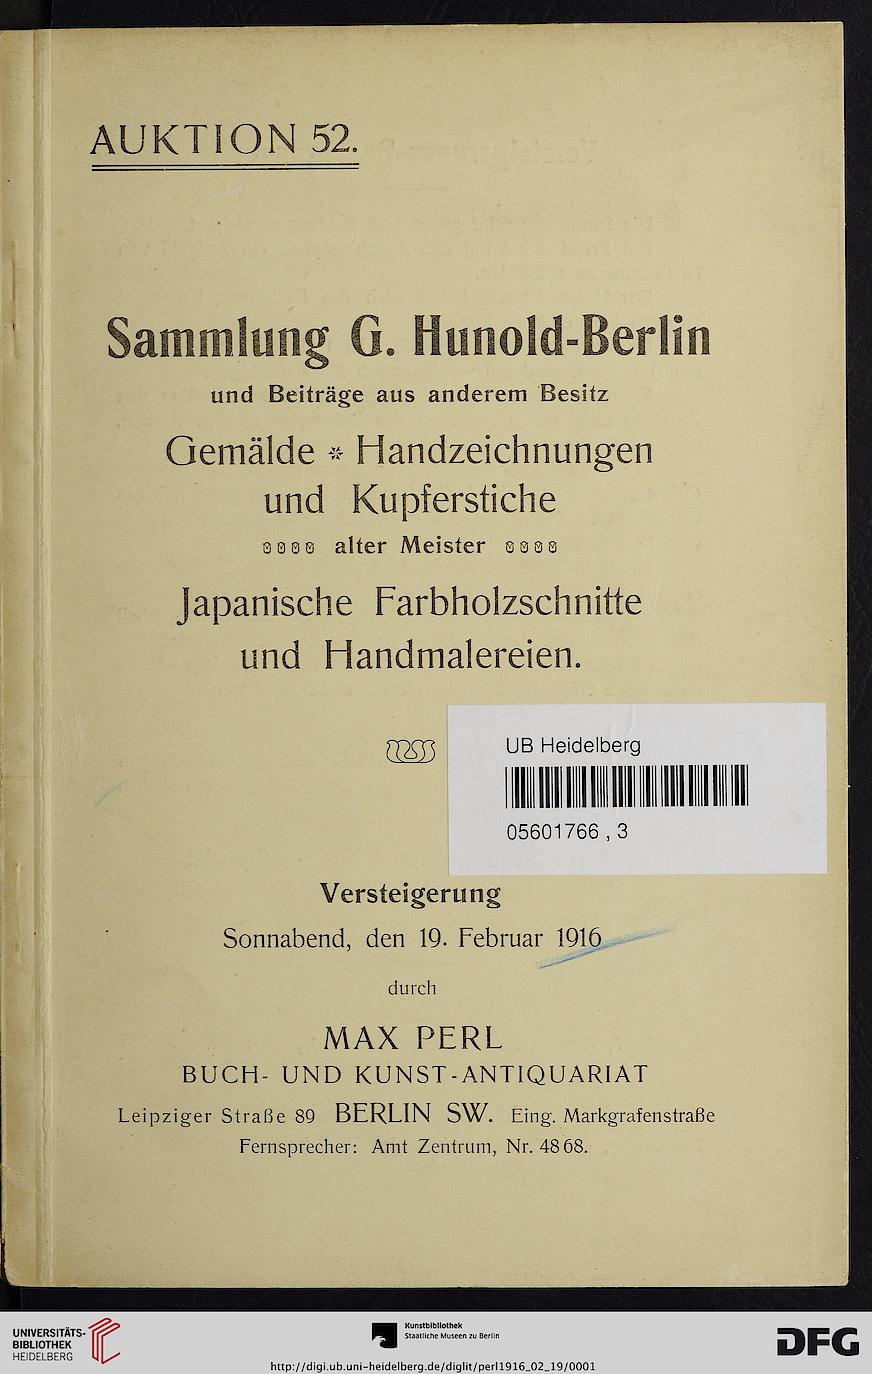 AUKTION 52.
Sammlung G. Hunold-Berlin
und Beiträge aus anderem Besitz
Gemälde * Handzeichnungen
und Kupferstiche
alter Meister
Japanische Farbholzschnitte
und Handmalereien.
UB Heidelberg
05601766 , 3
Versteigerung
Sonnabend, den 19. Februar 1916
durch
MAX PERL
BUCH- UND KUNST-ANTIQUARIAT
Leipziger Straße 89 BERLIN SW. Eing. Markgrafenstraße
Fernsprecher: Amt Zentrum, Nr. 4868.
UNIVERSITÄTS-
BIBLIOTHEK
HEIDELBERG
Kunstbibliothek
Staatliche Museen zu Berlin
DFG
http://digi.ub.uni-heidelberg.de/diglit/perl1916_02_19/0001